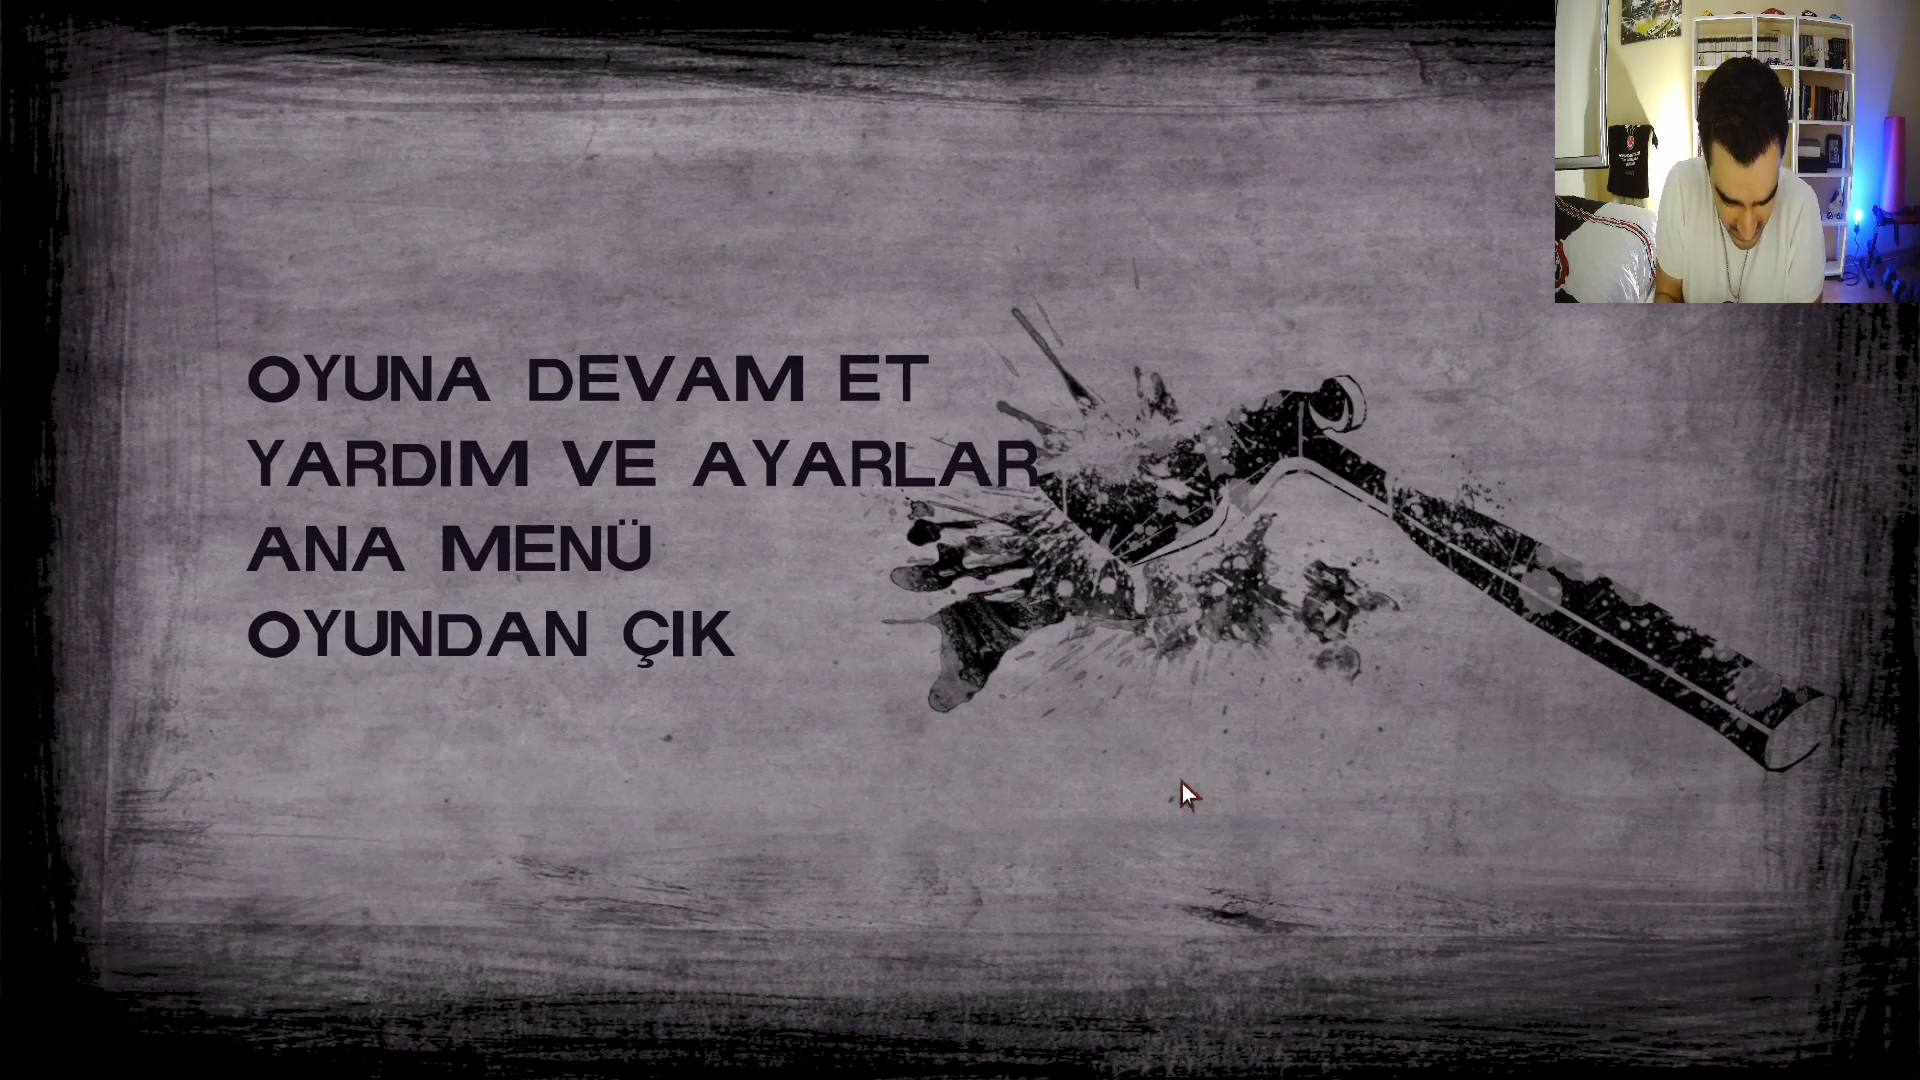 OYUNA DEVAM ET
YARDIM VE AYARLAR
ANA MENÜ
OYUNDAN ÇIK